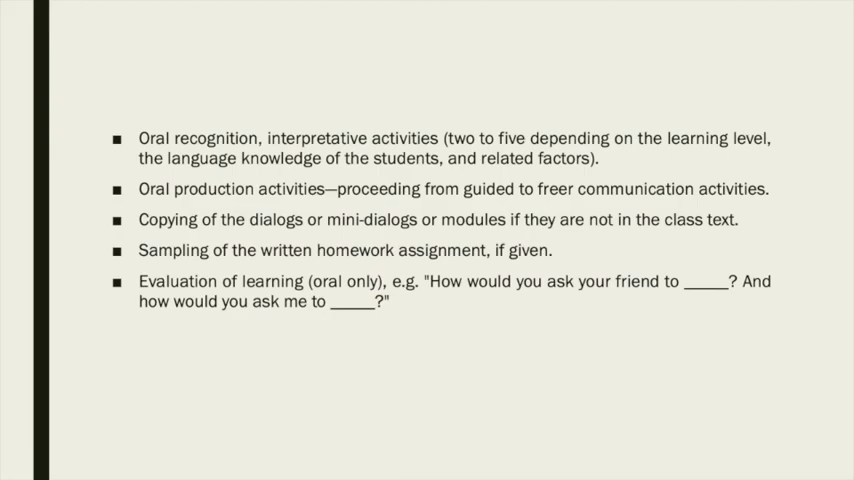 ■ Oral recognition, interpretative activities (two to five depending on the learning level,
the language knowledge of the students, and related factors).
■ Oral production activities—proceeding from guided to freer communication activities.
■ Copying of the dialogs or mini-dialogs or modules if they are not in the class text.
■ Sampling of the written homework assignment, if given.
■ Evaluation of learning (oral only), e.g. "How would you ask your friend to _____? And
how would you ask me to _____?"